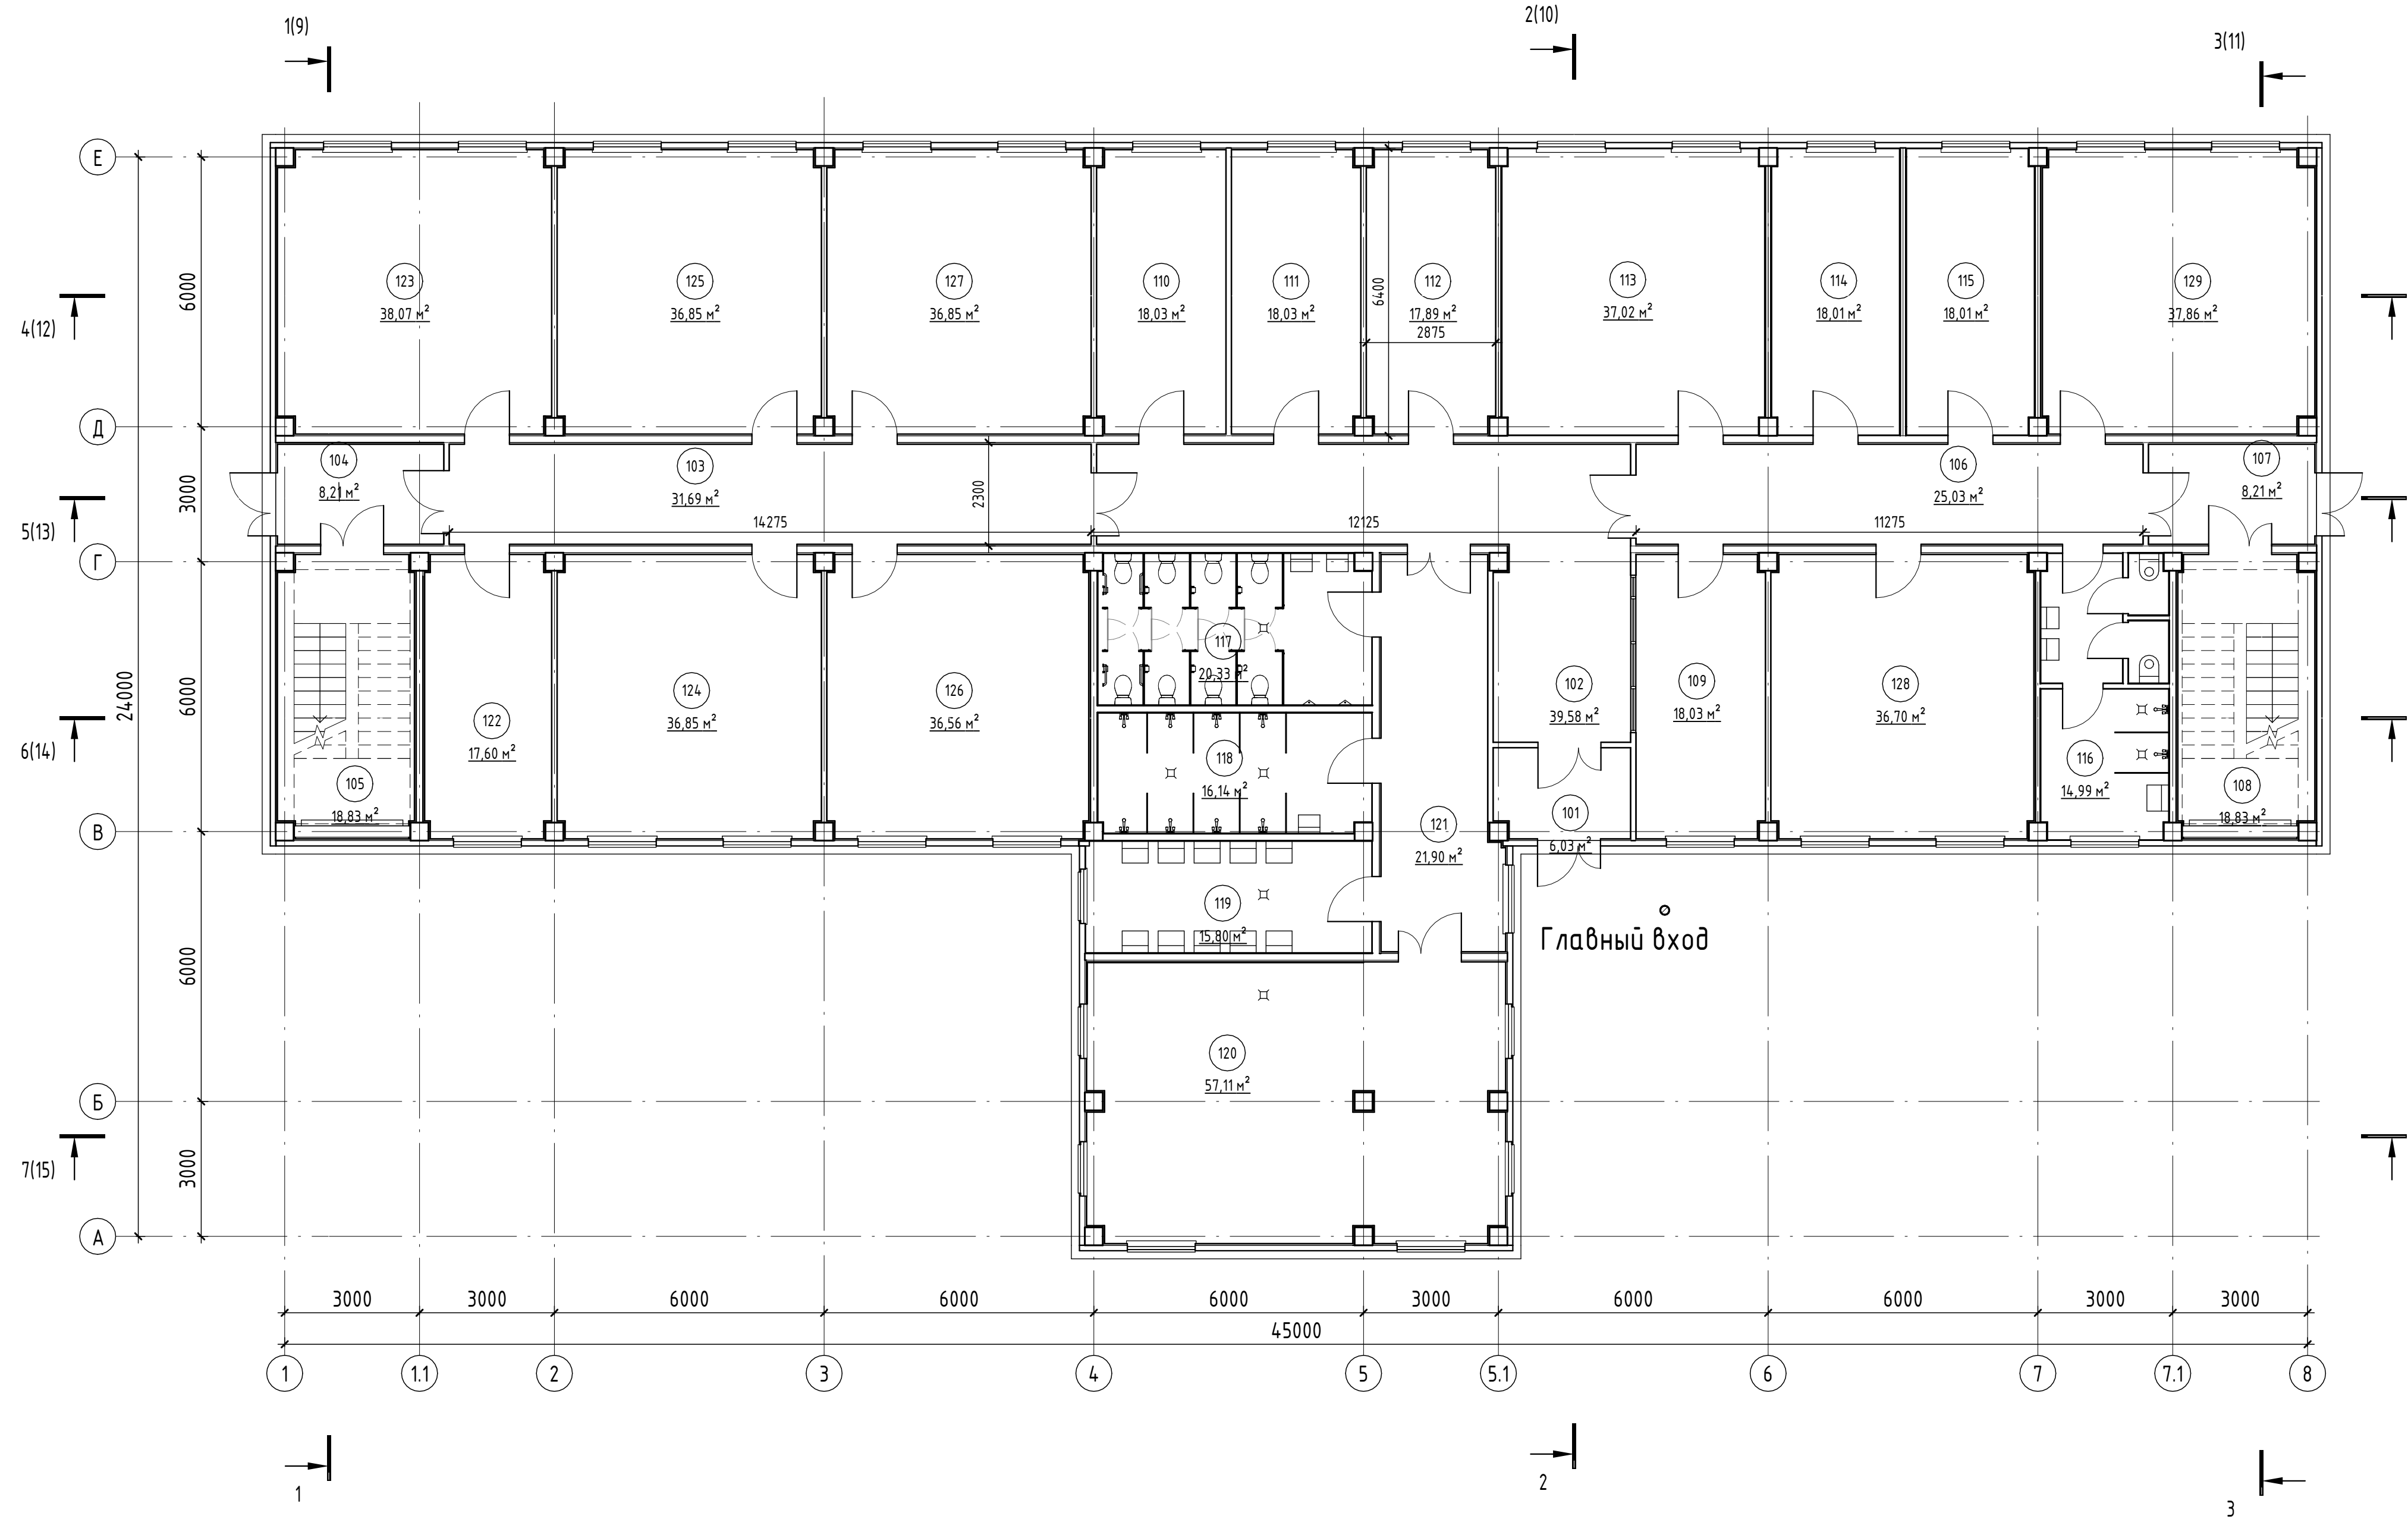 1(9)
2(10)
3(11)
Е
6000
123
38,07 м²
125
36,85 м²
127
36,85 м²
110
18,03 м²
111
18,03 м²
112
17,89 м²
2875
6400
113
37,02 м²
114
18,01 м²
115
18,01 м²
129
37,86 м²
4(12)
Д
3000
104
8,21 м²
103
31,69 м²
2300
14275
12125
11275
106
25,03 м²
107
8,21 м²
5(13)
Г
24000
6000
105
18,83 м²
122
17,60 м²
124
36,85 м²
126
36,56 м²
117
20,33 м²
118
16,14 м²
102
39,58 м²
109
18,03 м²
128
36,70 м²
116
14,99 м²
108
18,83 м²
101
6,03 м²
6(14)
В
121
21,90 м²
119
15,80 м²
Главный вход
6000
120
57,11 м²
Б
7(15)
3000
А
3000
3000
6000
6000
6000
3000
6000
6000
3000
3000
45000
1
1.1
2
3
4
5
5.1
6
7
7.1
8
1
2
3